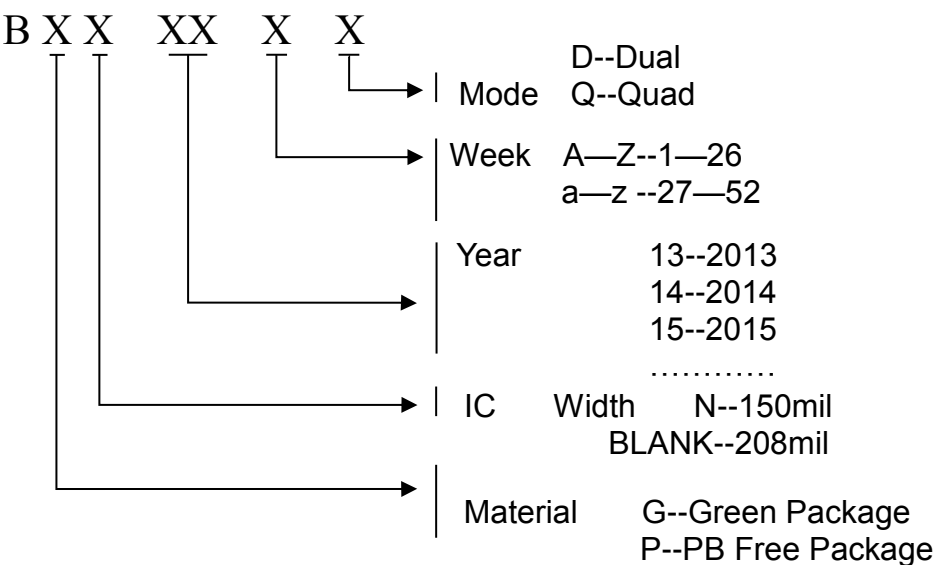 B X X XX X X
D--Dual
Mode Q--Quad
Week A—Z--1—26
a—z --27—52
Year 13--2013
14--2014
15--2015
............
IC Width N--150mil
BLANK--208mil
Material G--Green Package
P--PB Free Package